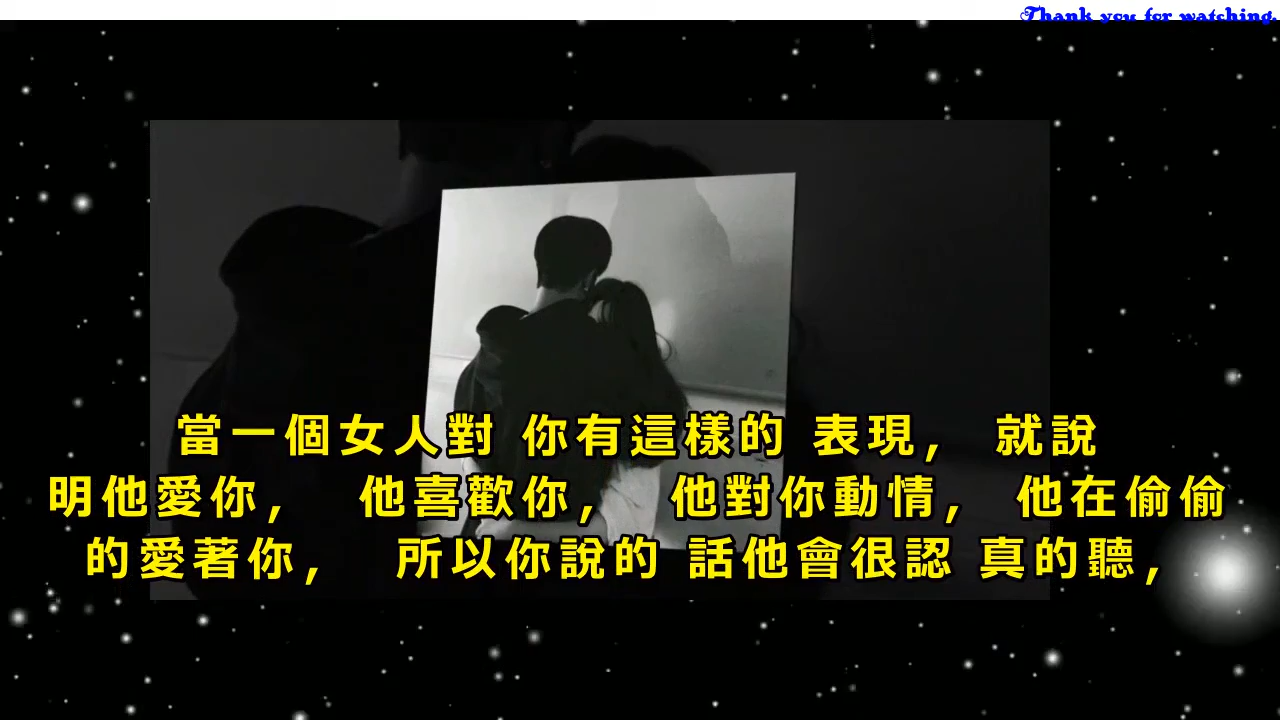 Thank you for watching.
當一個女人對 你有這樣的 表現， 就說
明他愛你， 他喜歡你， 他對你動情， 他在偷偷
的愛著你， 所以你說的 話他會很認 真的聽，